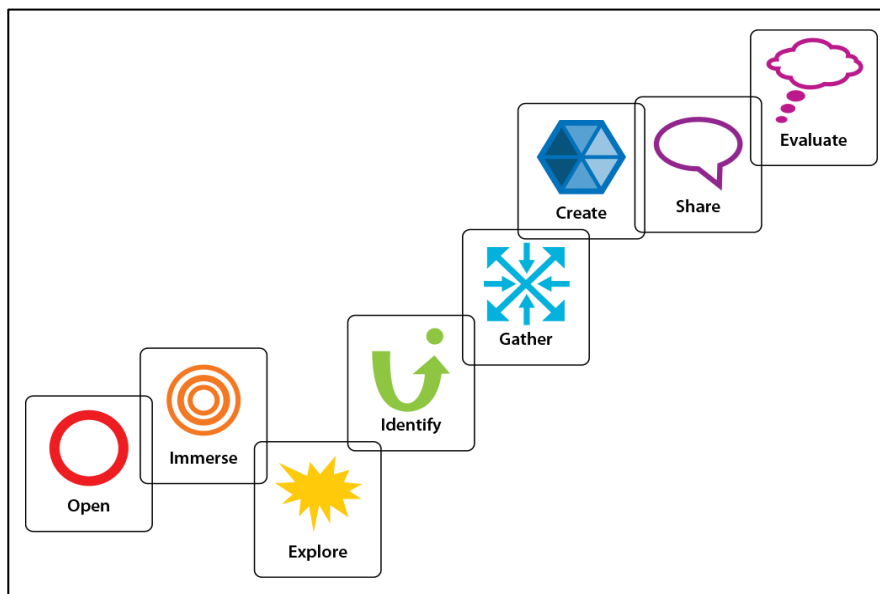 Open
Immerse
Explore
Identify
Gather
Create
Share
Evaluate